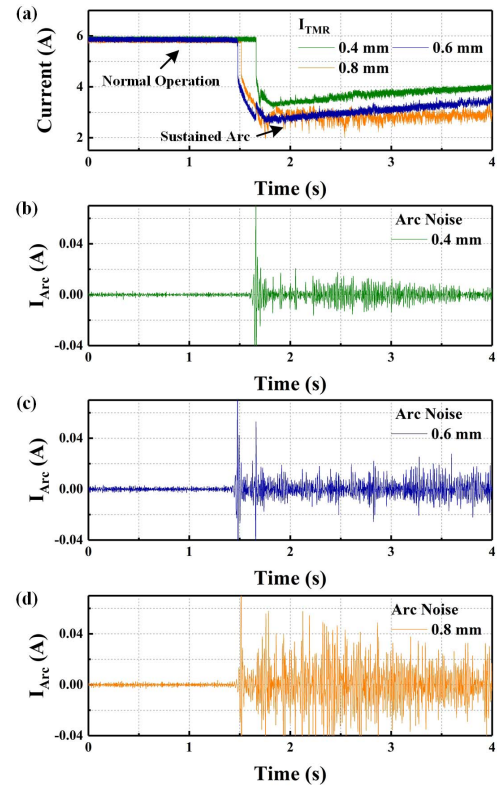 (a)
I_TMR
0.4 mm 0.6 mm
0.8 mm
Normal Operation
Sustained Arc
Current (A)
6
4
2
0 1 2 3 4
Time (s)
(b)
Arc Noise
0.4 mm
I_Arc (A)
0.04
0.00
-0.04
0 1 2 3 4
Time (s)
(c)
Arc Noise
0.6 mm
I_Arc (A)
0.04
0.00
-0.04
0 1 2 3 4
Time (s)
(d)
Arc Noise
0.8 mm
I_Arc (A)
0.04
0.00
-0.04
0 1 2 3 4
Time (s)